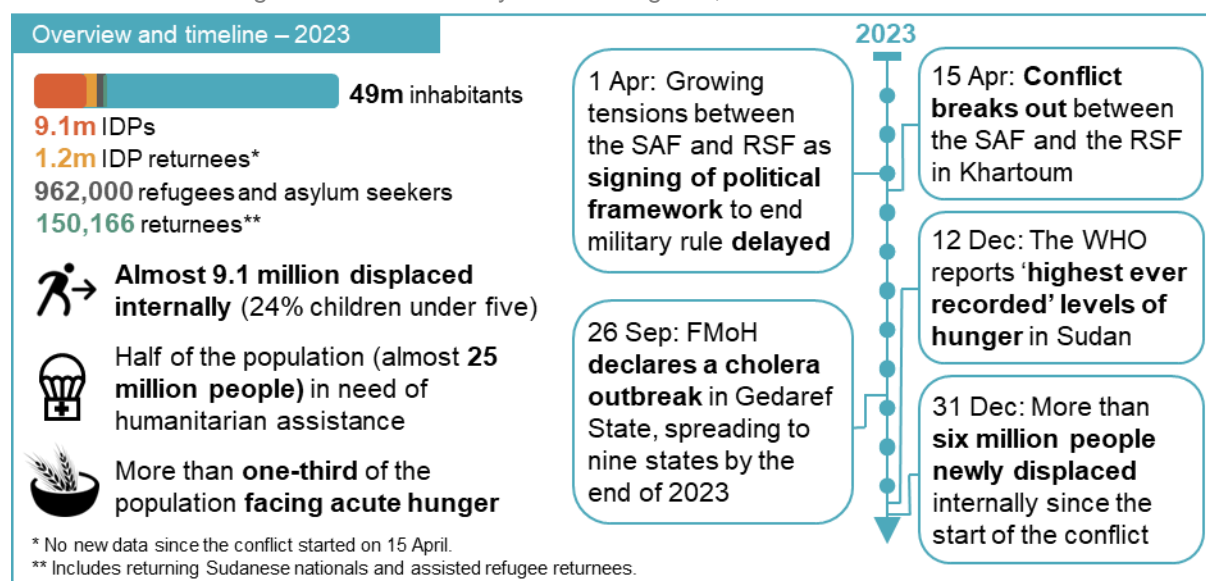 Overview and timeline – 2023
49m inhabitants
9.1m IDPs
1.2m IDP returnees*
962,000 refugees and asylum seekers
150,166 returnees**
Almost 9.1 million displaced
internally (24% children under five)
Half of the population (almost 25
million people) in need of
humanitarian assistance
More than one-third of the
population facing acute hunger
* No new data since the conflict started on 15 April.
** Includes returning Sudanese nationals and assisted refugee returnees.
2023
1 Apr: Growing
tensions between
the SAF and RSF as
signing of political
framework to end
military rule delayed
15 Apr: Conflict
breaks out between
the SAF and the RSF
in Khartoum
26 Sep: FMoH
declares a cholera
outbreak in Gedaref
State, spreading to
nine states by the
end of 2023
12 Dec: The WHO
reports ‘highest ever
recorded’ levels of
hunger in Sudan
31 Dec: More than
six million people
newly displaced
internally since the
start of the conflict